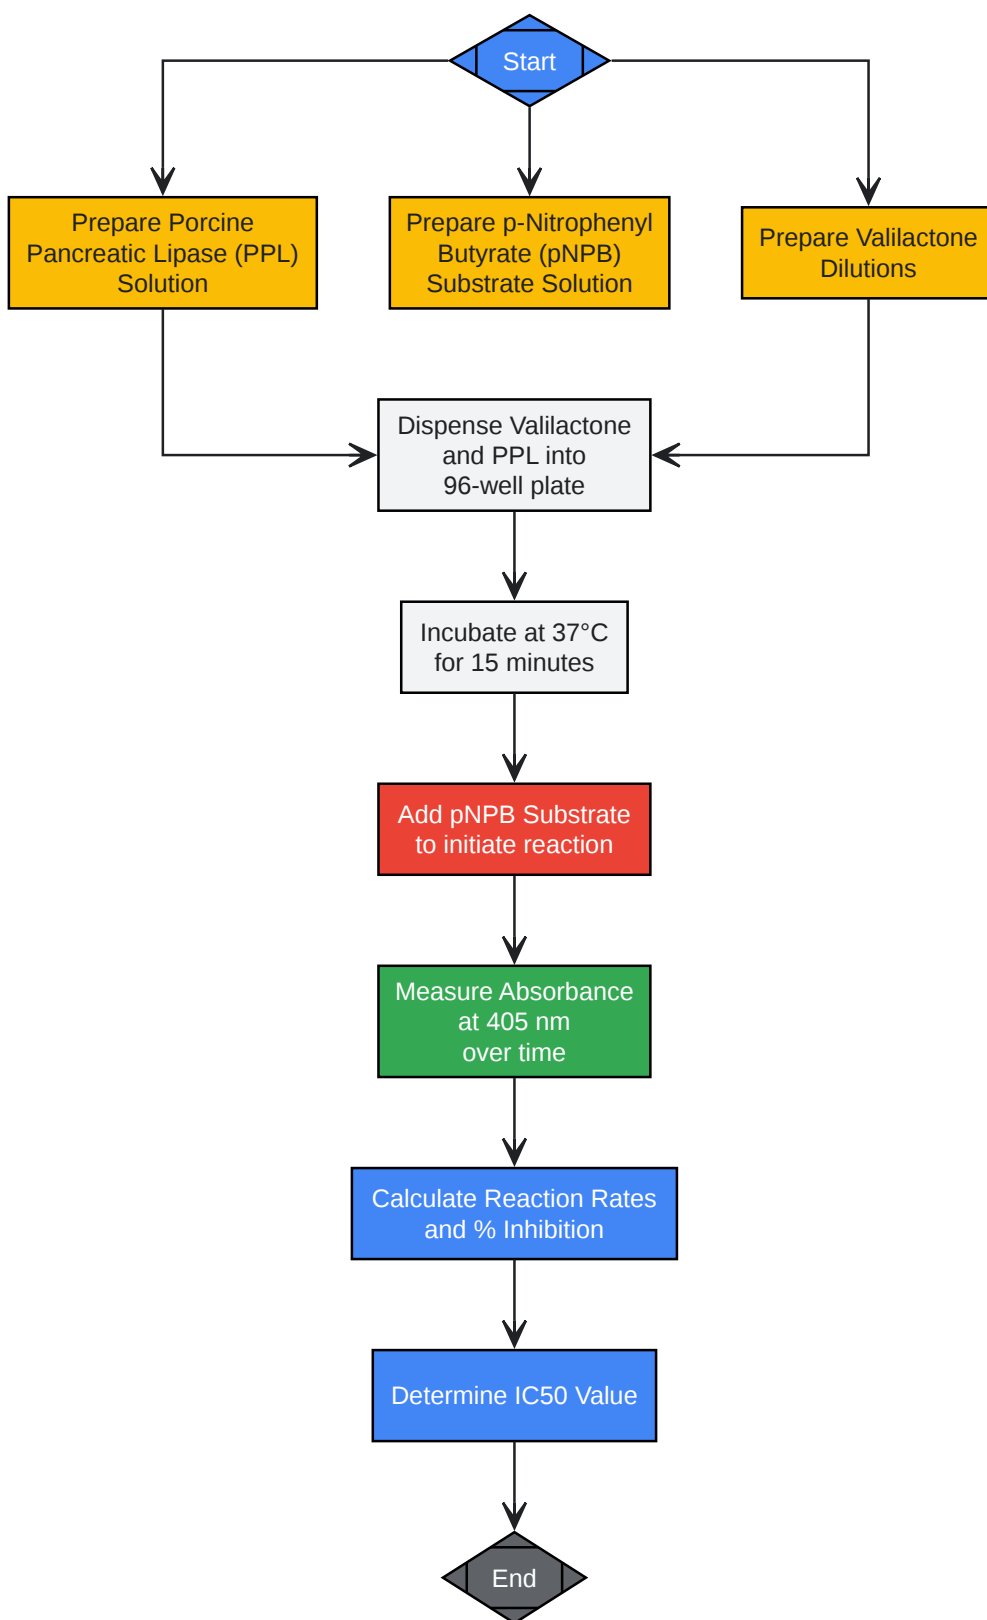 Start
Prepare Porcine
Pancreatic Lipase (PPL)
Solution
Prepare p-Nitrophenyl
Butyrate (pNPB)
Substrate Solution
Prepare Valilactone
Dilutions
Dispense Valilactone
and PPL into
96-well plate
Incubate at 37°C
for 15 minutes
Add pNPB Substrate
to initiate reaction
Measure Absorbance
at 405 nm
over time
Calculate Reaction Rates
and % Inhibition
Determine IC50 Value
End